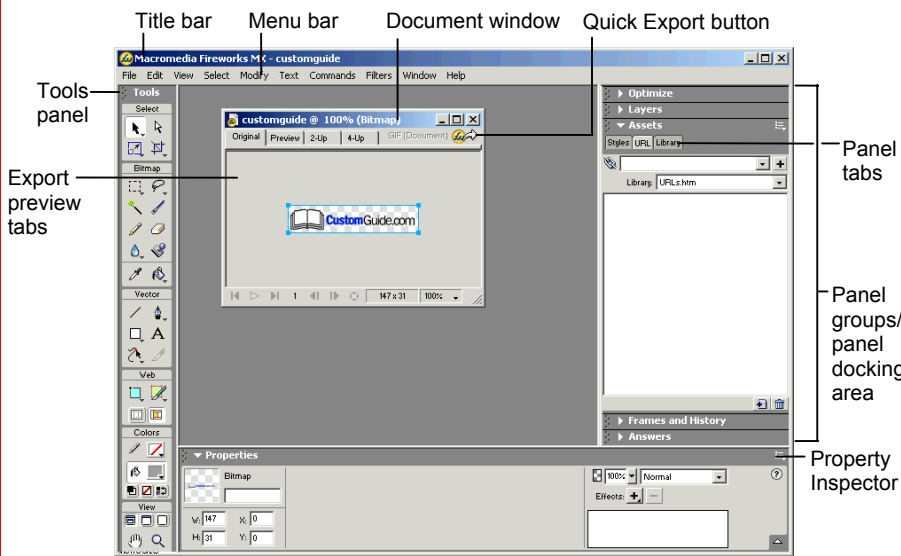 Title bar
Menu bar
Document window
Quick Export button
Macromedia Fireworks MX - customguide
File Edit View Select Modify Text Commands Filters Window Help
Tools panel
Tools
Select
Bitmap
Vector
Web
Colors
View
Export preview tabs
customguide @ 100% (Bitmap)
Original Preview 2-Up 4-Up GIF (Document)
CustomGuide.com
1
147 x 31 100%
Optimize
Layers
Assets
Styles URL Library
Library: URLs.htm
Frames and History
Answers
Panel tabs
Panel groups/
panel
docking
area
Property
Inspector
Properties
Bitmap
W: 147 X: 0
H: 31 Y: 0
100% Normal
Effects: